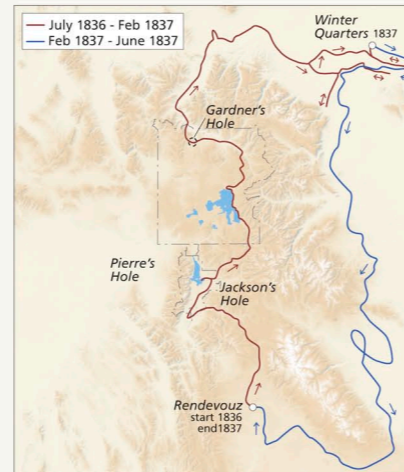 July 1836 - Feb 1837
Feb 1837 - June 1837
Winter
Quarters 1837
Gardner's
Hole
Pierre's
Hole
Jackson's
Hole
Rendevouz
start 1836
end1837